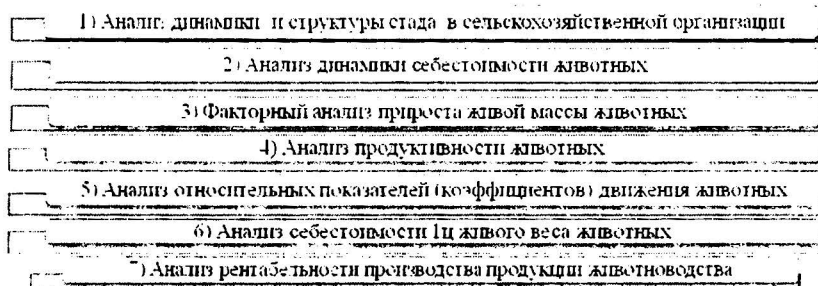 1) Анализ динамики и структуры стада в сельскохозяйственной организации
2) Анализ динамики себестоимости животных
3) Факторный анализ прироста живой массы животных
4) Анализ продуктивности животных
5) Анализ относительных показателей (коэффициентов) движения животных
6) Анализ себестоимости 1ц живого веса животных
7) Анализ рентабельности производства продукции животноводства